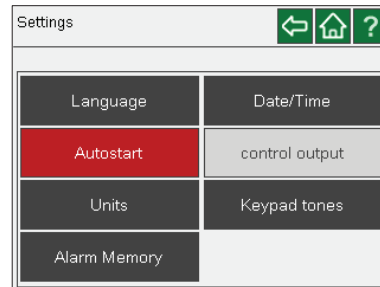 Settings
?
Language
Date/Time
Autostart
control output
Units
Keypad tones
Alarm Memory